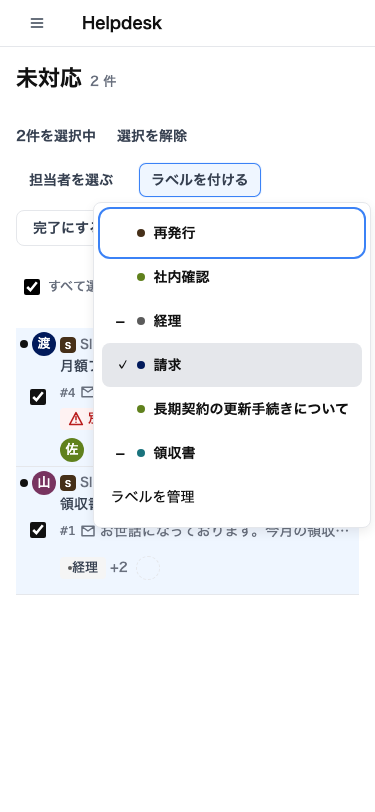 Helpdesk
未対応 2 件
2件を選択中 選択を解除
担当者を選ぶ ラベルを付ける
完了にす
再発行
社内確認
すべて
– 経理
✓ 請求
長期契約の更新手続きについて
– 領収書
ラベルを管理
渡 s
月額
#4
佐
山 s
領収
#1 お世話になっております。今月の領収…
•経理 +2